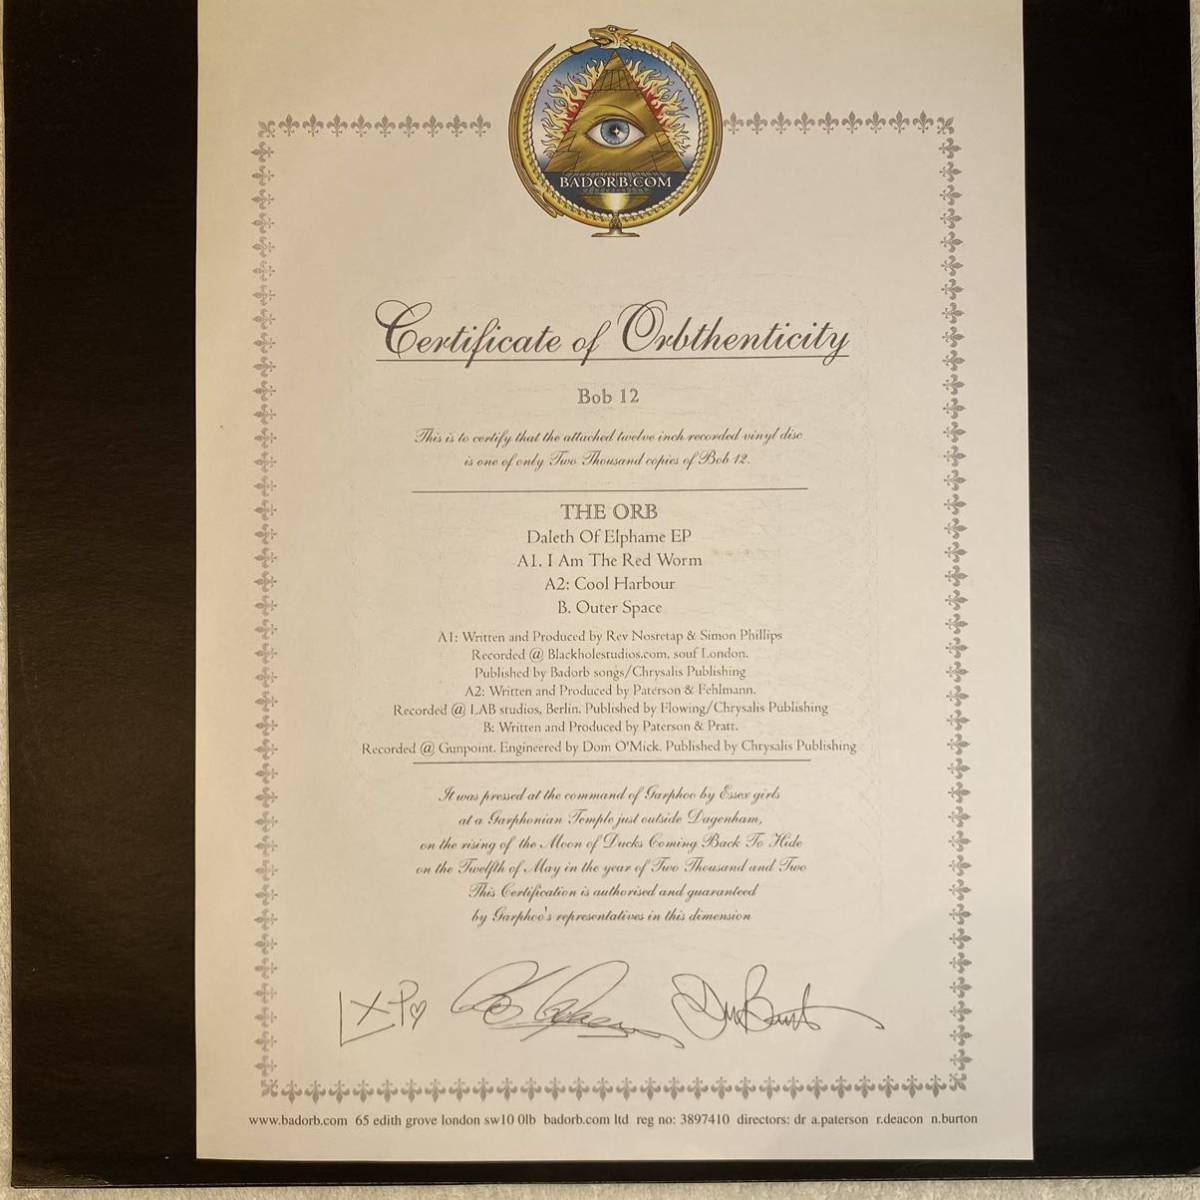 BADORB.COM
Certificate of Orbthenticity
Bob 12
This is to certify that the attached twelve inch recorded vinyl disc
is one of only Two Thousand copies of Bob 12.
THE ORB
Daleth Of Elphame EP
A1. I Am The Red Worm
A2: Cool Harbour
B. Outer Space
A1: Written and Produced by Rev Nosretap & Simon Phillips
Recorded @ Blackholestudios.com, souf London.
Published by Badorb songs/Chrysalis Publishing
A2: Written and Produced by Paterson & Fehlmann.
Recorded @ LAB studios, Berlin. Published by Flowing/Chrysalis Publishing
B: Written and Produced by Paterson & Pratt.
Recorded @ Gunpoint. Engineered by Dom O'Mick. Published by Chrysalis Publishing
It was pressed at the command of Garphoo by Essex girls
at a Garphonian Temple just outside Dagenham,
on the rising of the Moon of Ducks Coming Back To Hide
on the Twelfth of May in the year of Two Thousand and Two
This Certification is authorised and guaranteed
by Garphoo's representatives in this dimension
www.badorb.com 65 edith grove london sw10 0lb badorb.com ltd reg no: 3897410 directors: dr a.paterson r.deacon n.burton